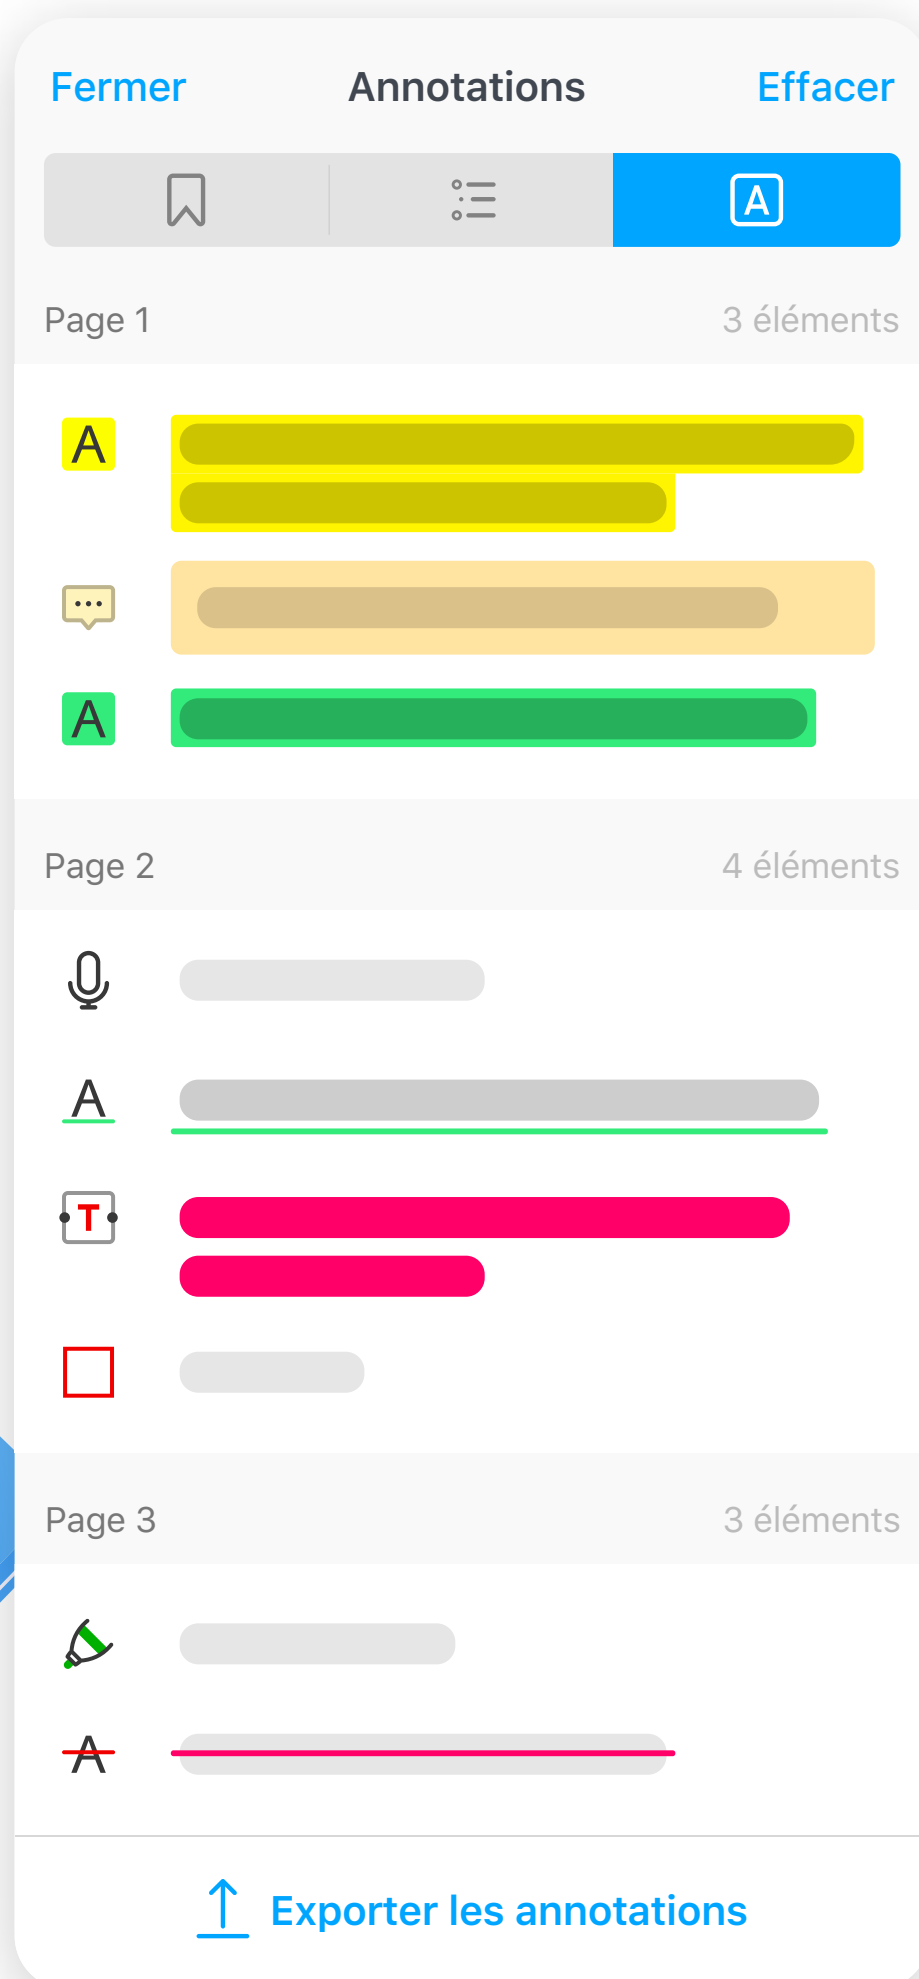 Fermer Annotations Effacer
A
Page 1 3 éléments
A
A
Page 2 4 éléments
A
T
Page 3 3 éléments
A
Exporter les annotations